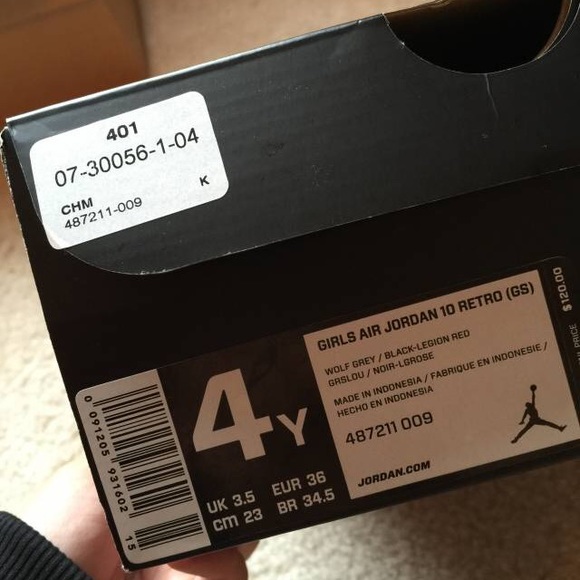 401
07-30056-1-04
CHM K
487211-009
GIRLS AIR JORDAN 10 RETRO (GS)
WOLF GREY / BLACK-LEGION RED
GRSLOU / NOIR-LGROSE
MADE IN INDONESIA / FABRIQUE EN INDONESIE /
HECHO EN INDONESIA
487211 009
JORDAN.COM
4Y
UK 3.5 EUR 36
CM 23 BR 34.5
0 091205 931602 15
PRICE $120.00